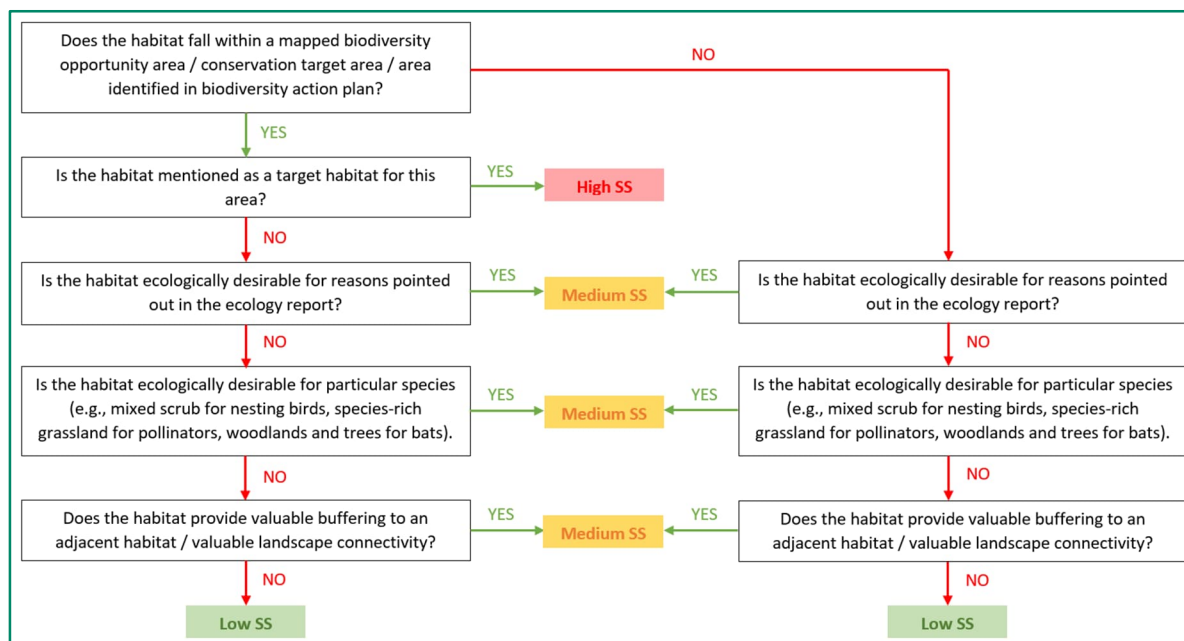 Does the habitat fall within a mapped biodiversity
opportunity area / conservation target area / area
identified in biodiversity action plan?
NO
YES
Is the habitat mentioned as a target habitat for this
area?
YES
High SS
NO
Is the habitat ecologically desirable for reasons pointed
out in the ecology report?
YES
Medium SS
YES
Is the habitat ecologically desirable for reasons pointed
out in the ecology report?
NO
NO
Is the habitat ecologically desirable for particular species
(e.g., mixed scrub for nesting birds, species-rich
grassland for pollinators, woodlands and trees for bats).
YES
Medium SS
YES
Is the habitat ecologically desirable for particular species
(e.g., mixed scrub for nesting birds, species-rich
grassland for pollinators, woodlands and trees for bats).
NO
NO
Does the habitat provide valuable buffering to an
adjacent habitat / valuable landscape connectivity?
YES
Medium SS
YES
Does the habitat provide valuable buffering to an
adjacent habitat / valuable landscape connectivity?
NO
NO
Low SS
Low SS